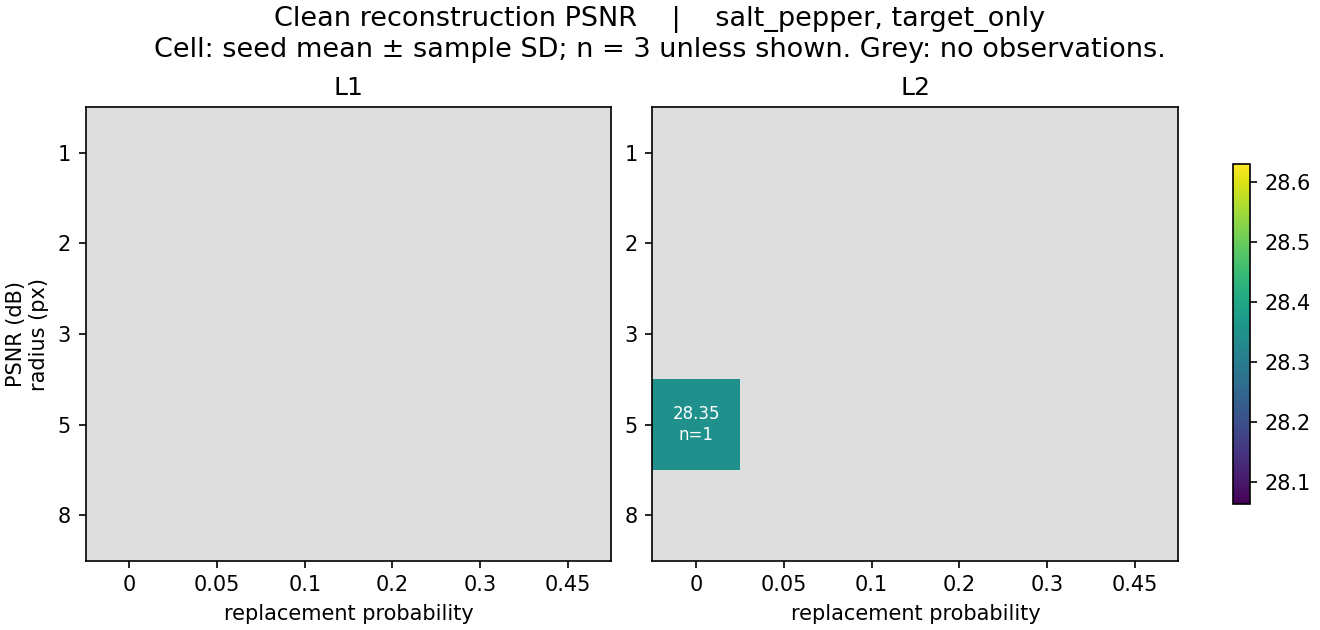 Clean reconstruction PSNR | salt_pepper, target_only
Cell: seed mean ± sample SD; n = 3 unless shown. Grey: no observations.
L1
L2
PSNR (dB)
radius (px)
1
2
3
5
8
0 0.05 0.1 0.2 0.3 0.45
replacement probability
1
2
3
5
8
28.35
n=1
0 0.05 0.1 0.2 0.3 0.45
replacement probability
28.6
28.5
28.4
28.3
28.2
28.1